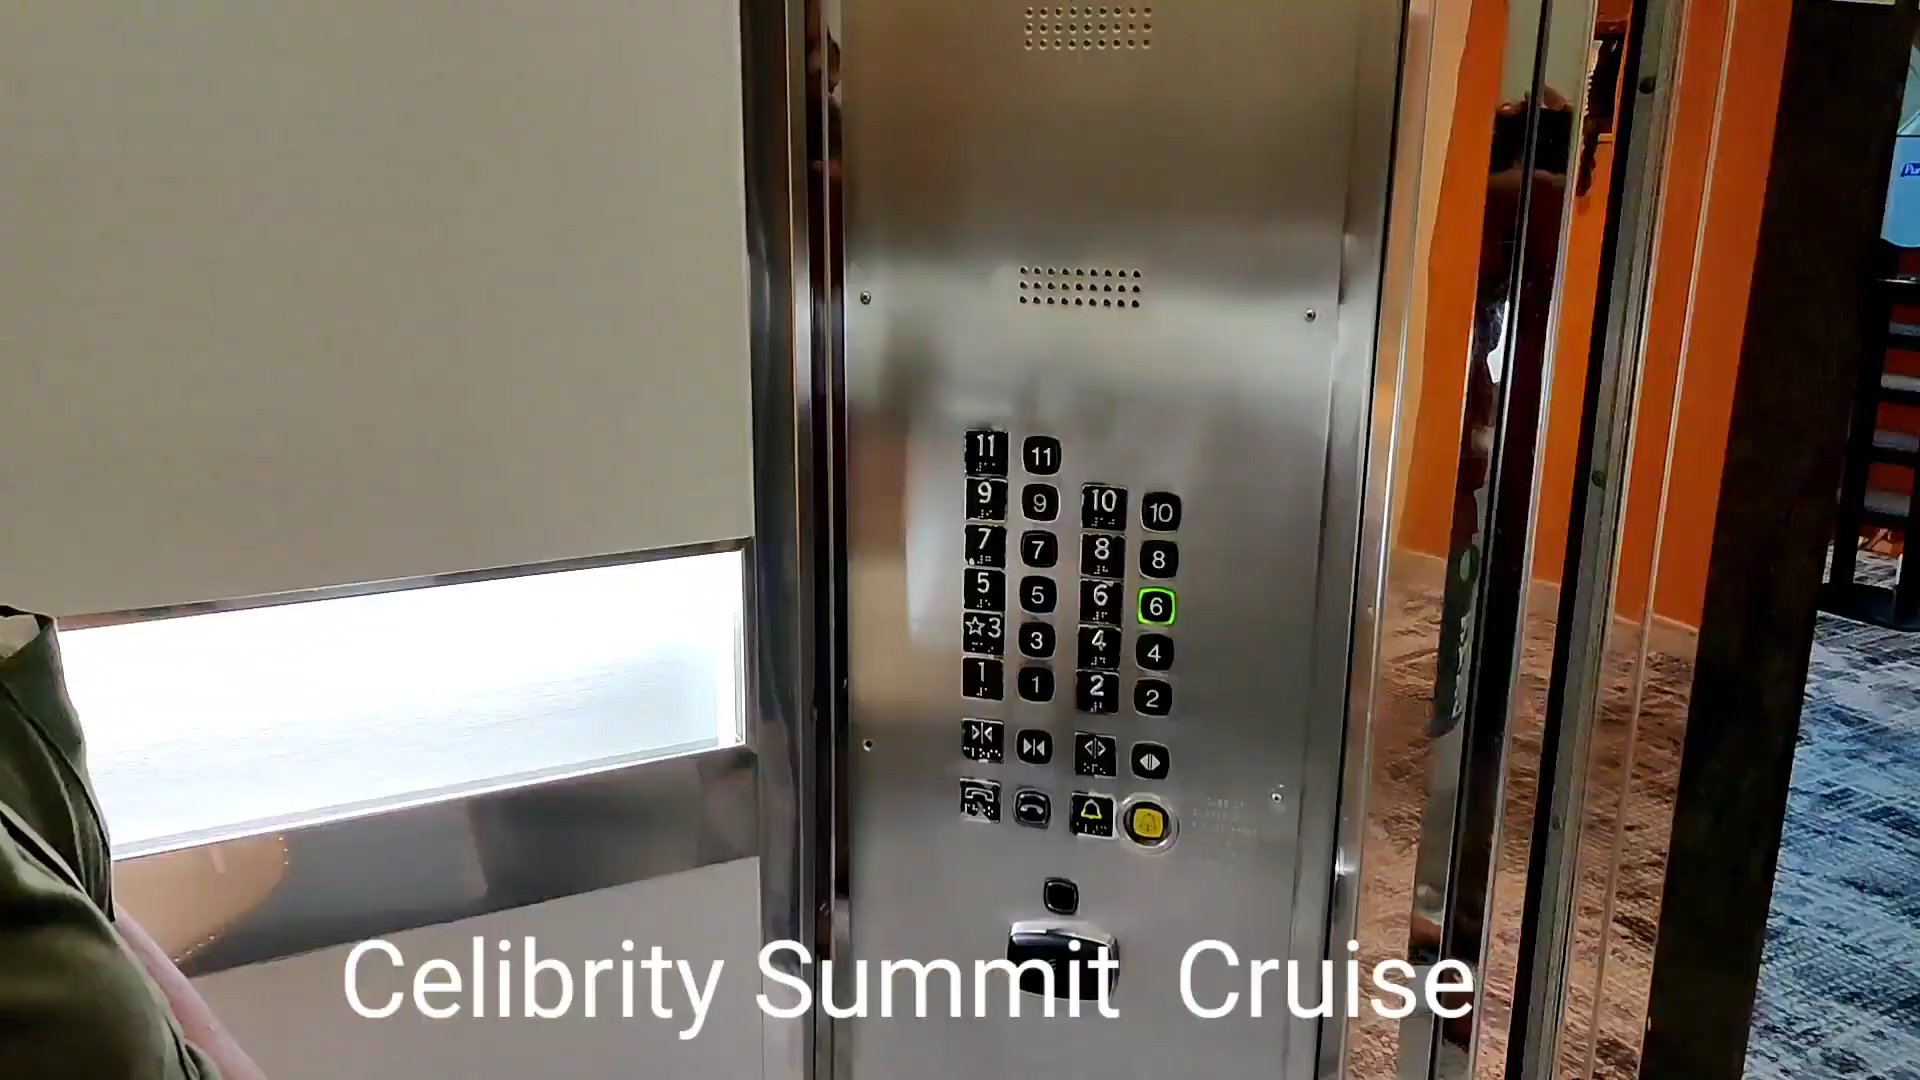 11 11
9 9 10 10
7 7 8 8
5 5 6 6
☆3 3 4 4
1 1 2 2
Celibrity Summit Cruise